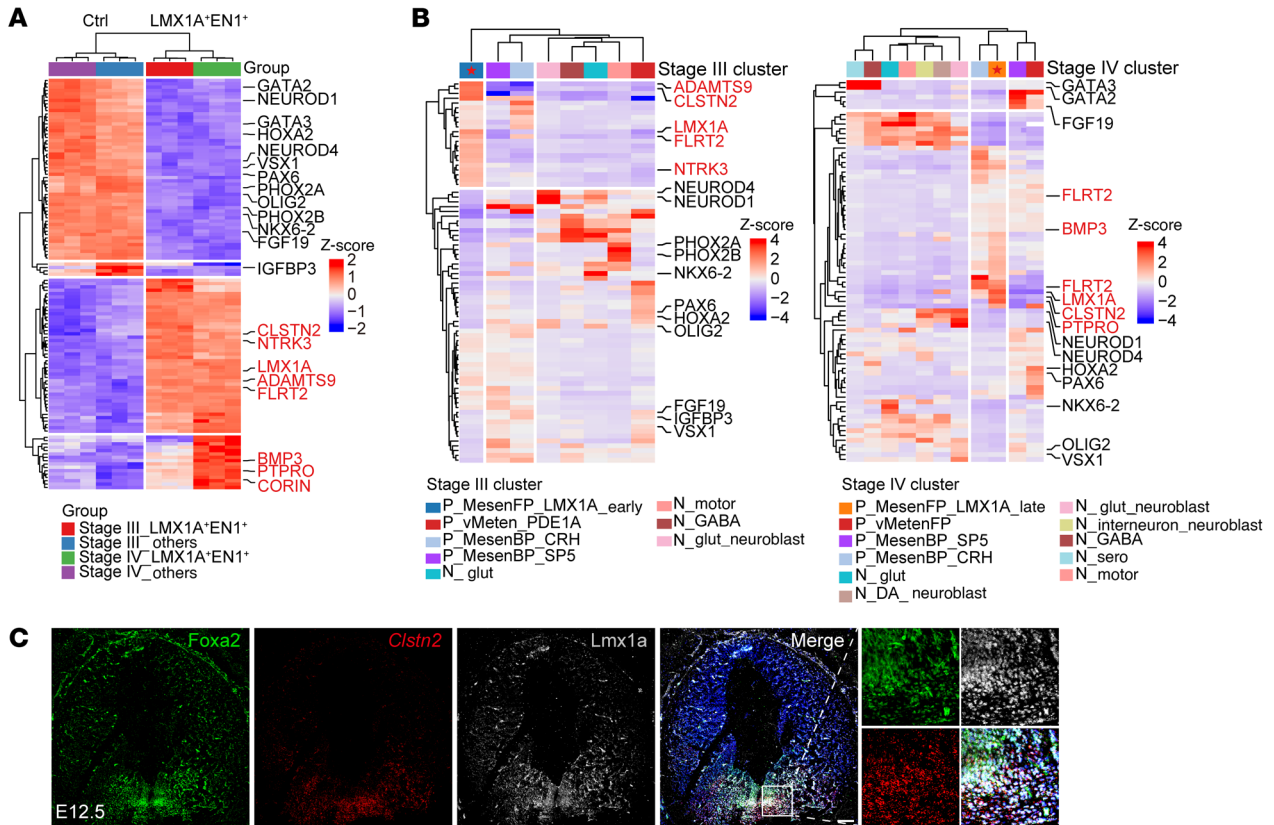 A
Ctrl
LMX1A+EN1+
Group
GATA2
NEUROD1
GATA3
HOXA2
NEUROD4
VSX1
PAX6
PHOX2A
OLIG2
PHOX2B
NKX6-2
FGF19
IGFBP3
CLSTN2
NTRK3
LMX1A
ADAMTS9
FLRT2
BMP3
PTPRO
CORIN
Z-score
2
1
0
−1
−2
Group
Stage III_LMX1A+EN1+
Stage III_others
Stage IV_LMX1A+EN1+
Stage IV_others
B
Stage III cluster
ADAMTS9
CLSTN2
LMX1A
FLRT2
NTRK3
NEUROD4
NEUROD1
PHOX2A
PHOX2B
NKX6-2
PAX6
HOXA2
OLIG2
FGF19
IGFBP3
VSX1
Z-score
4
2
0
−2
−4
Stage III cluster
P_MesenFP_LMX1A_early
P_vMeten_PDE1A
P_MesenBP_CRH
P_MesenBP_SP5
N_ glut
N_motor
N_GABA
N_glut_neuroblast
Stage IV cluster
GATA3
GATA2
FGF19
FLRT2
BMP3
FLRT2
LMX1A
CLSTN2
PTPRO
NEUROD1
NEUROD4
HOXA2
PAX6
NKX6-2
OLIG2
VSX1
Z-score
4
2
0
−2
−4
Stage IV cluster
P_MesenFP_LMX1A_late
P_vMetenFP
P_MesenBP_SP5
P_MesenBP_CRH
N_ glut
N_DA_ neuroblast
N_glut_neuroblast
N_interneuron_neuroblast
N_GABA
N_sero
N_motor
C
Foxa2
Clstn2
Lmx1a
Merge
E12.5